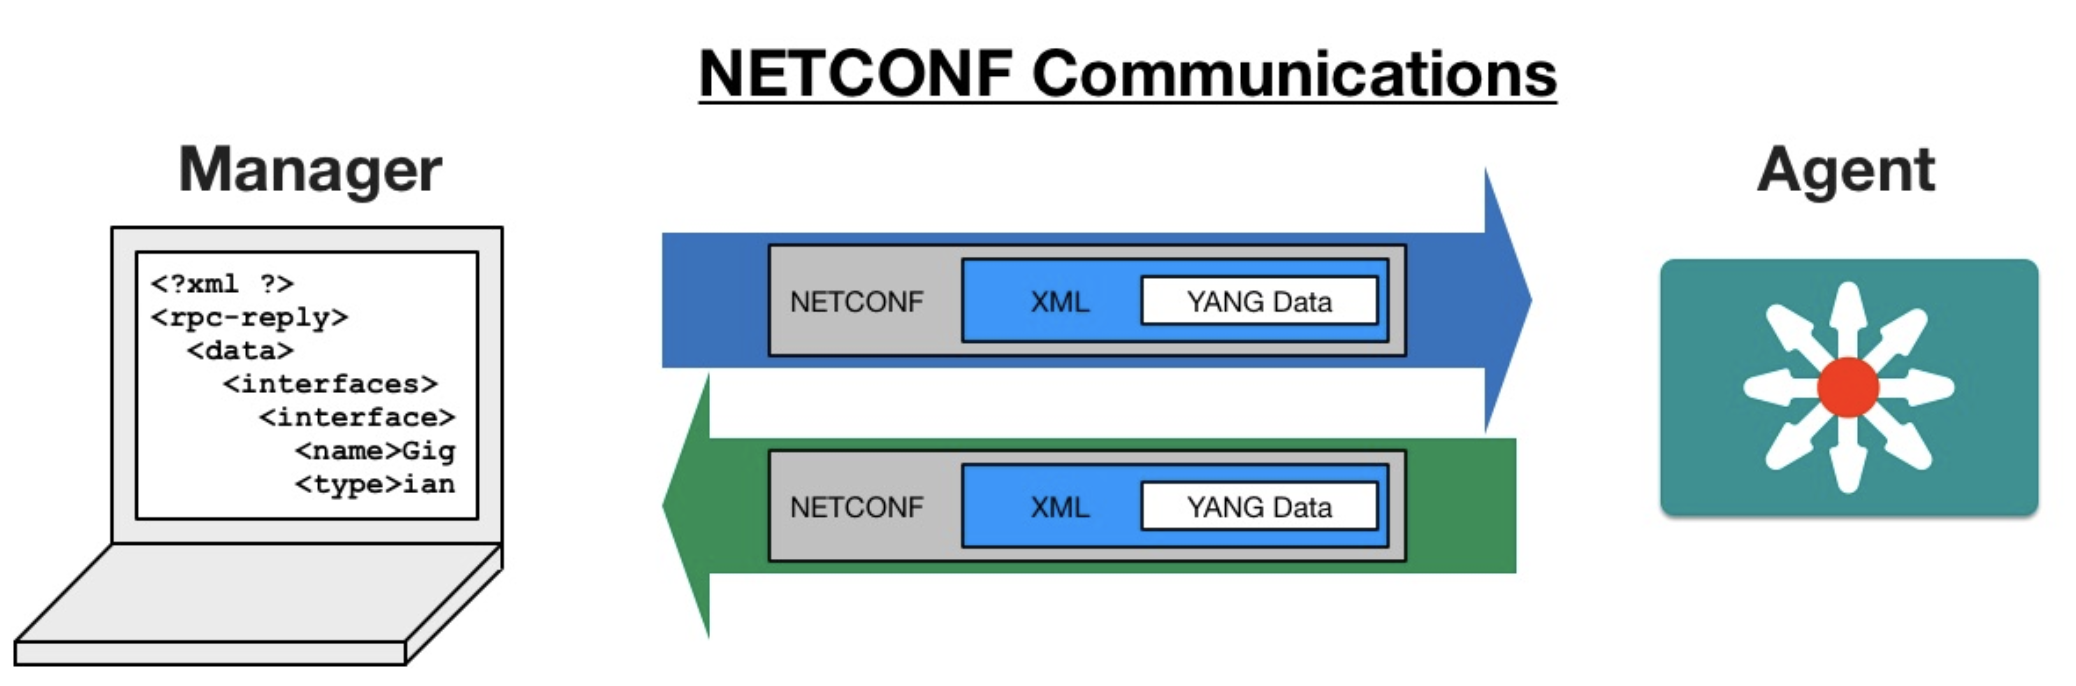 NETCONF Communications
Manager
Agent
<?xml ?>
<rpc-reply>
<data>
<interfaces>
<interface>
<name>Gig
<type>ian
NETCONF XML YANG Data
NETCONF XML YANG Data